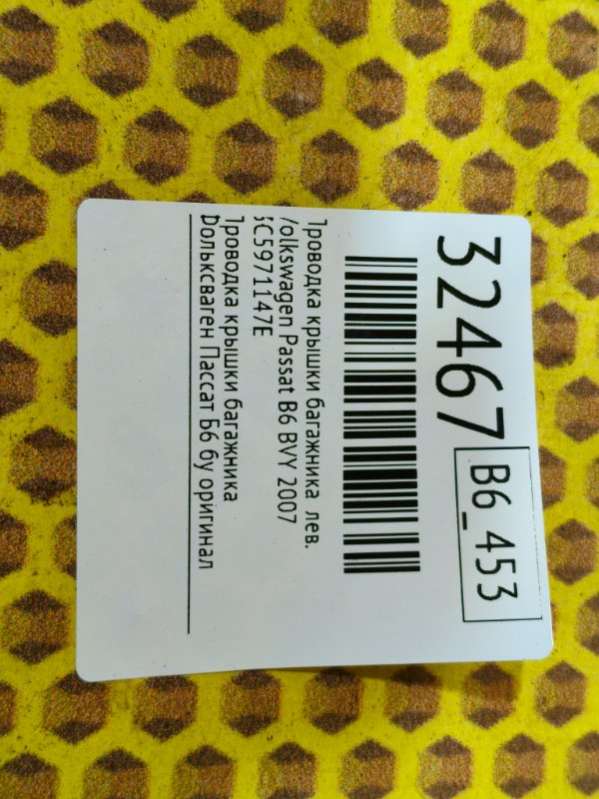 32467
B6_453
Проводка крышки багажника лев.
Volkswagen Passat B6 BVY 2007
5C5971147E
Проводка крышки багажника
Фольксваген Пассат Б6 бу оригинал